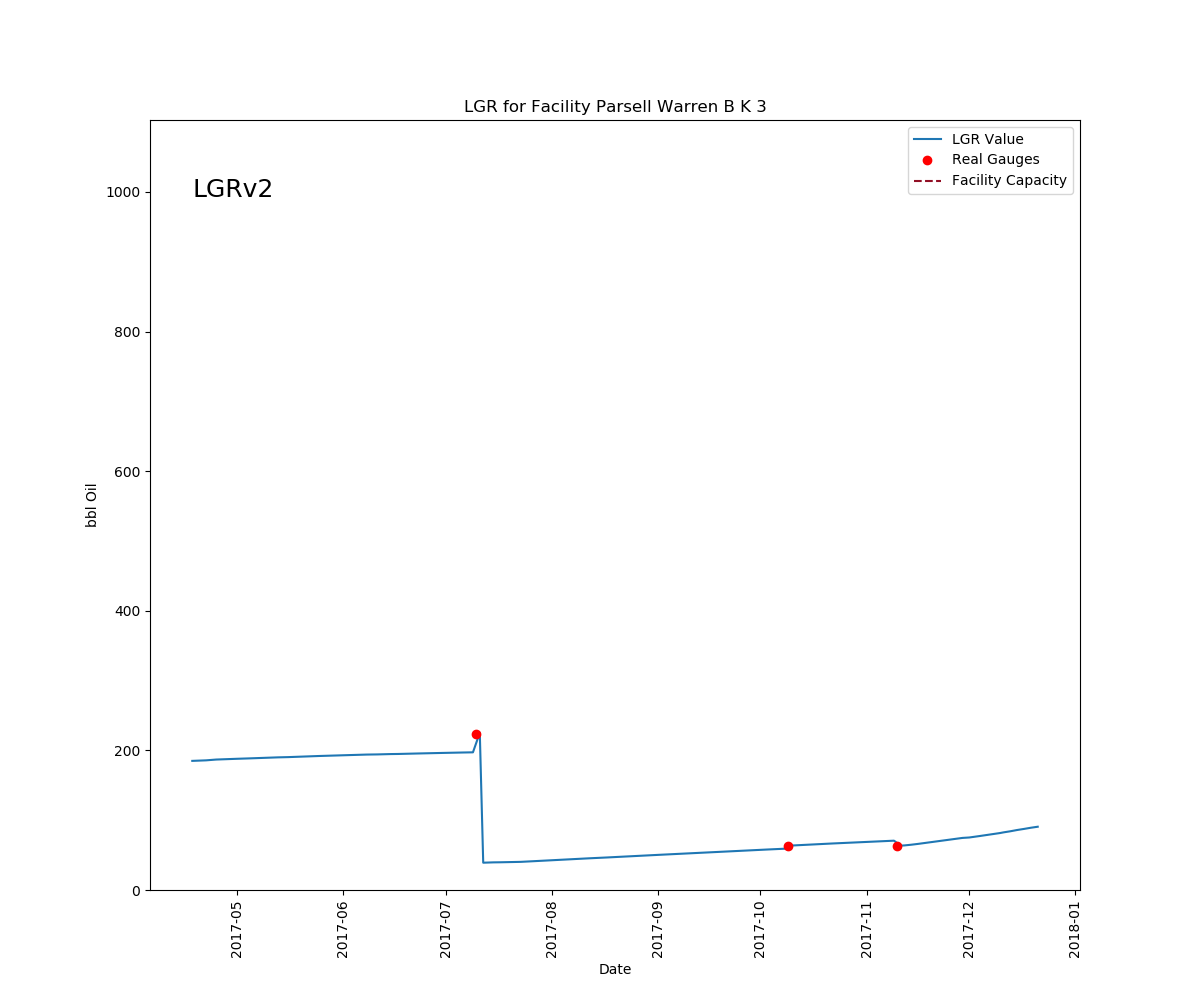 LGR for Facility Parsell Warren B K 3
LGRv2
LGR Value
Real Gauges
Facility Capacity
1000
800
600
400
200
0
bbl Oil
2017-05
2017-06
2017-07
2017-08
2017-09
2017-10
2017-11
2017-12
2018-01
Date